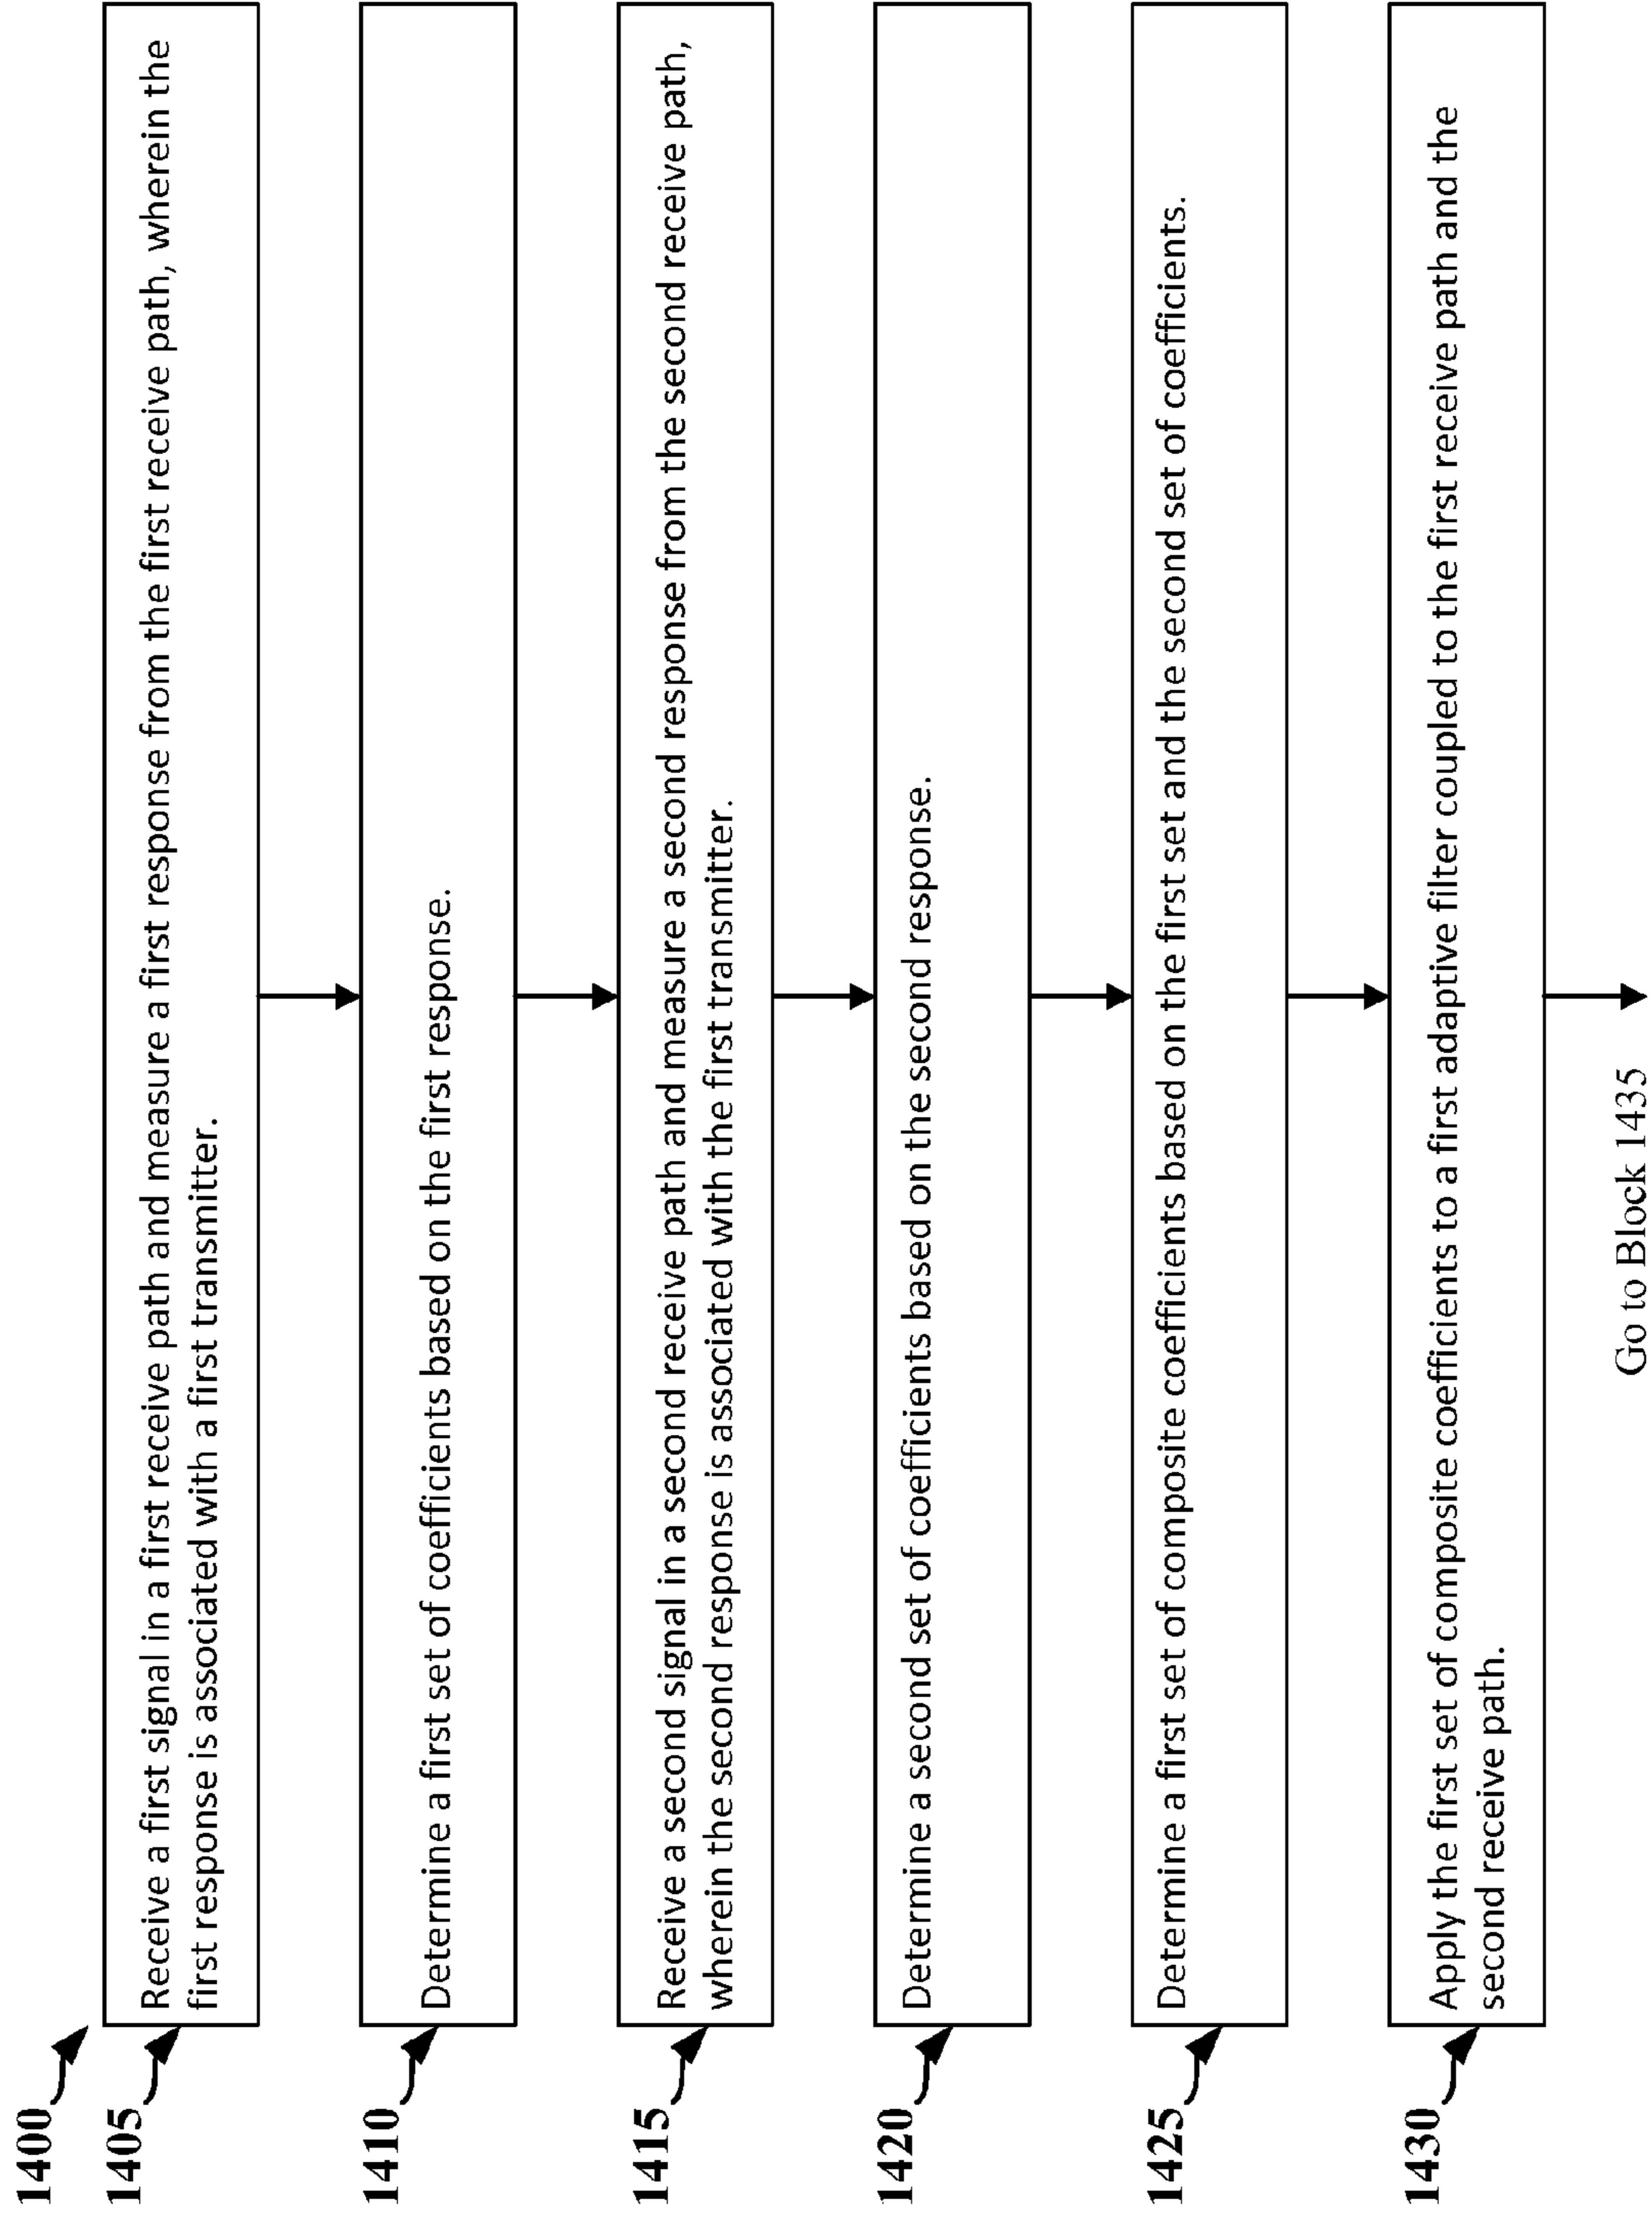 1400
1405
Receive a first signal in a first receive path and measure a first response from the first receive path, wherein the
first response is associated with a first transmitter.
1410
Determine a first set of coefficients based on the first response.
1415
Receive a second signal in a second receive path and measure a second response from the second receive path,
wherein the second response is associated with the first transmitter.
1420
Determine a second set of coefficients based on the second response.
1425
Determine a first set of composite coefficients based on the first set and the second set of coefficients.
1430
Apply the first set of composite coefficients to a first adaptive filter coupled to the first receive path and the
second receive path.
Go to Block 1435